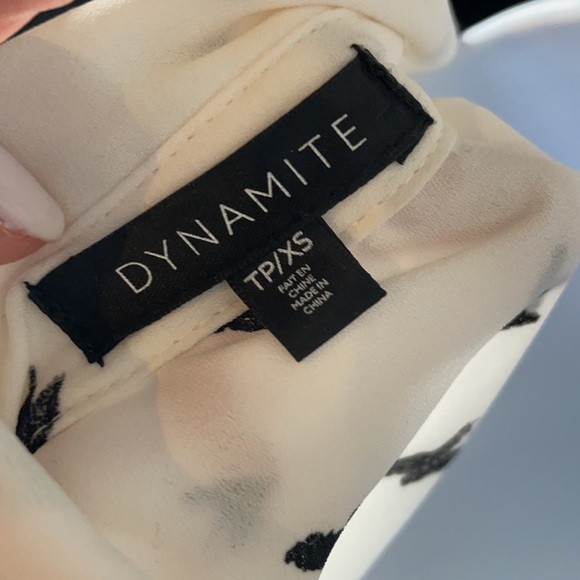 DYNAMITE
TP/XS
FAIT EN
CHINE
MADE IN
CHINA